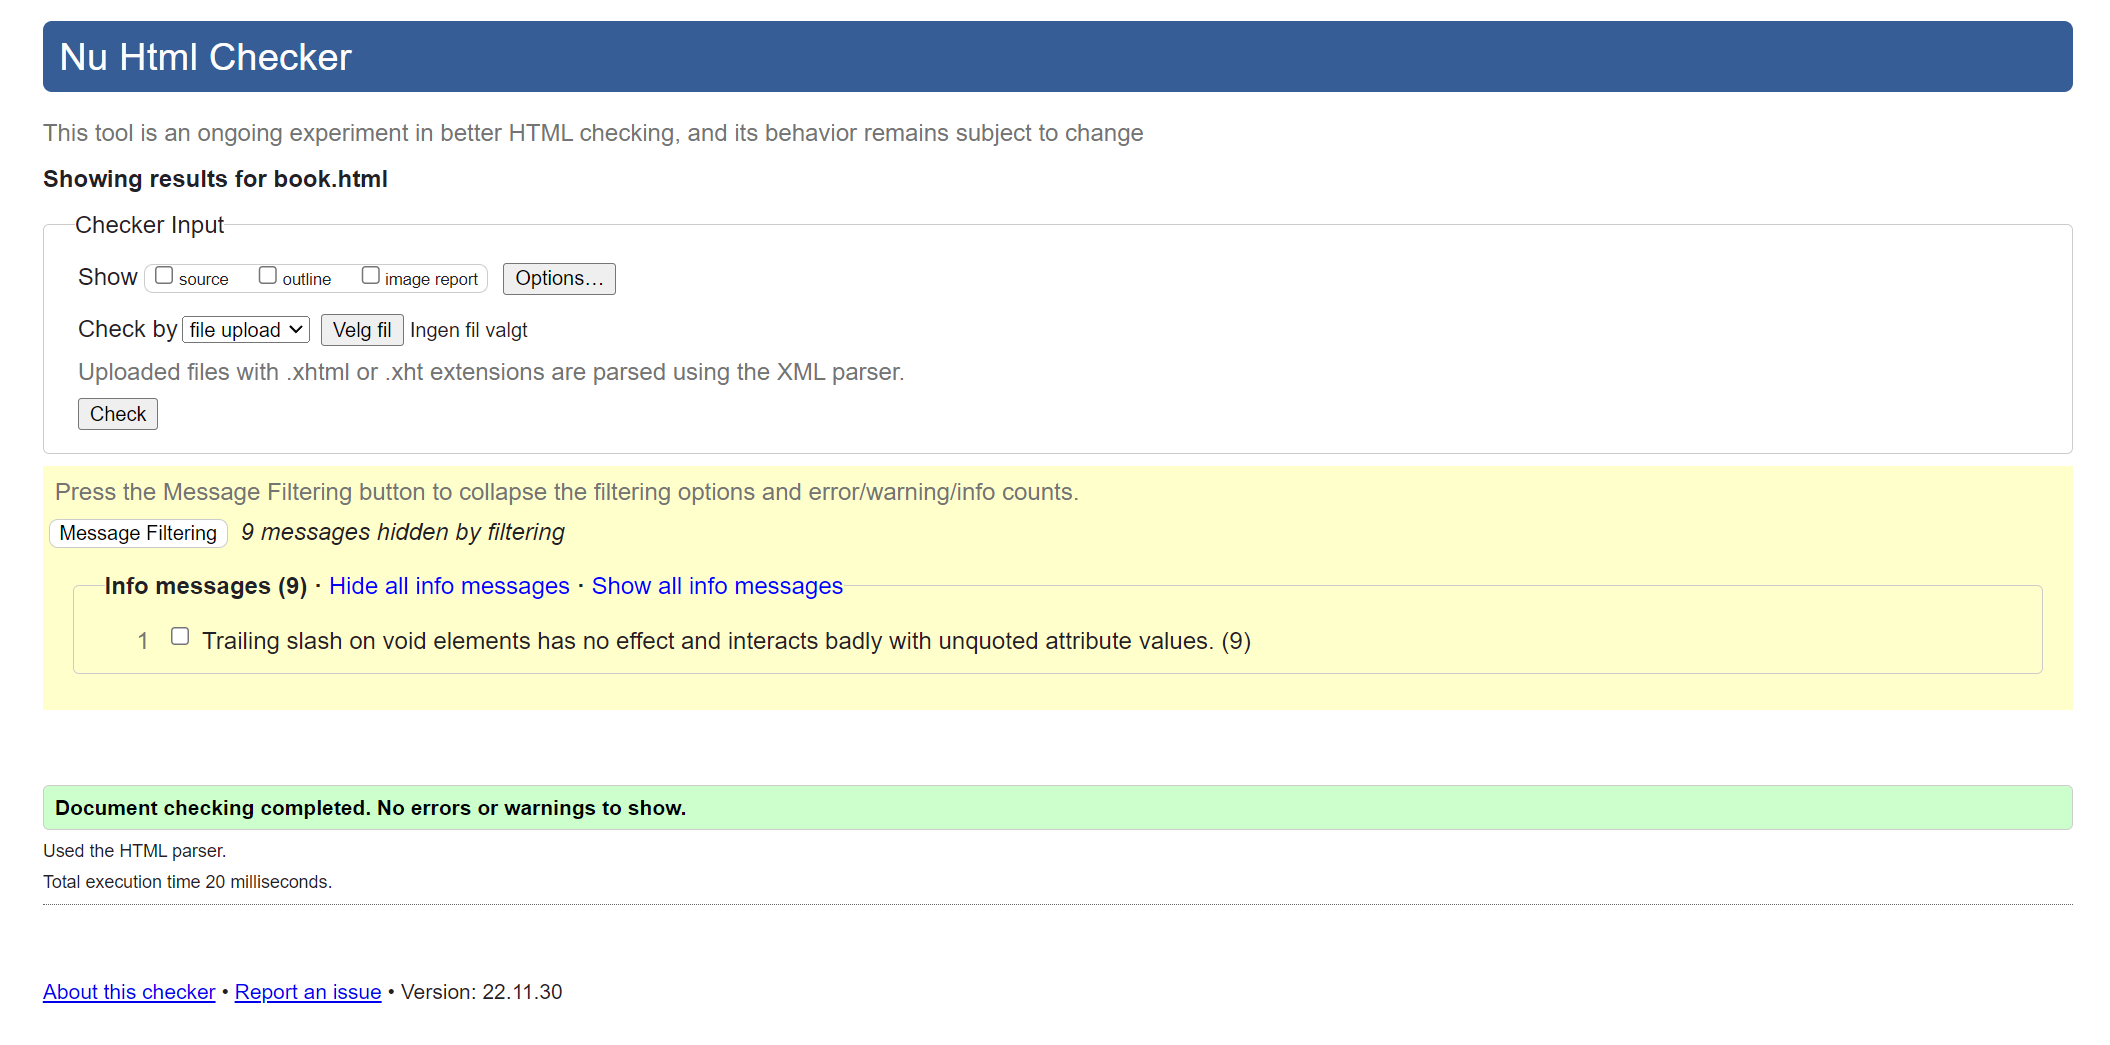 Nu Html Checker
This tool is an ongoing experiment in better HTML checking, and its behavior remains subject to change
Showing results for book.html
Checker Input
Show source outline image report Options...
Check by file upload Velg fil Ingen fil valgt
Uploaded files with .xhtml or .xht extensions are parsed using the XML parser.
Check
Press the Message Filtering button to collapse the filtering options and error/warning/info counts.
Message Filtering 9 messages hidden by filtering
Info messages (9) · Hide all info messages · Show all info messages
1 Trailing slash on void elements has no effect and interacts badly with unquoted attribute values. (9)
Document checking completed. No errors or warnings to show.
Used the HTML parser.
Total execution time 20 milliseconds.
About this checker • Report an issue • Version: 22.11.30